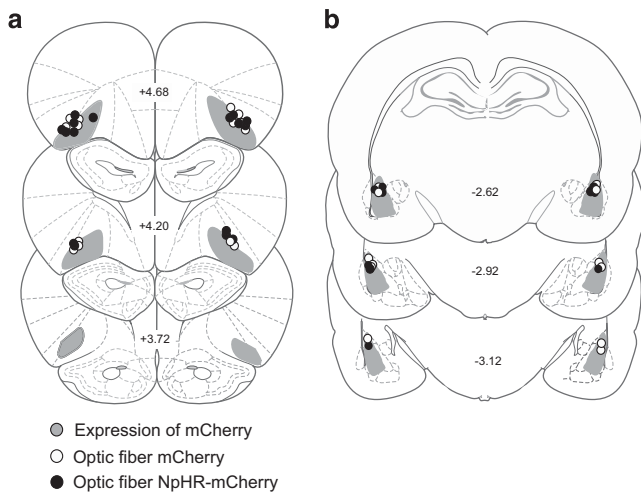 a
b
+4.68
+4.20
+3.72
-2.62
-2.92
-3.12
Expression of mCherry
Optic fiber mCherry
Optic fiber NpHR-mCherry